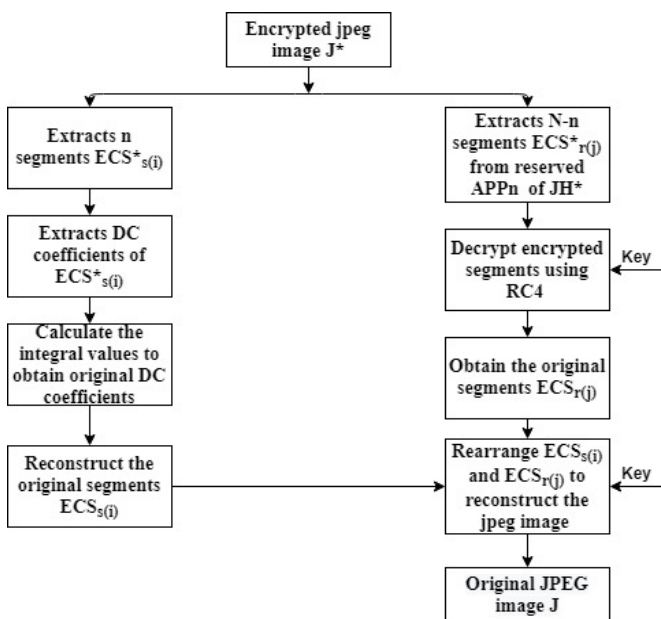 Encrypted jpeg
image J*
Extracts n
segments ECS*s(i)
Extracts DC
coefficients of
ECS*s(i)
Calculate the
integral values to
obtain original DC
coefficients
Reconstruct the
original segments
ECSs(i)
Extracts N-n
segments ECS*r(j)
from reserved
APPn of JH*
Decrypt encrypted
segments using
RC4
Key
Obtain the original
segments ECSr(j)
Rearrange ECSs(i)
and ECSr(j) to
reconstruct the
jpeg image
Key
Original JPEG
image J